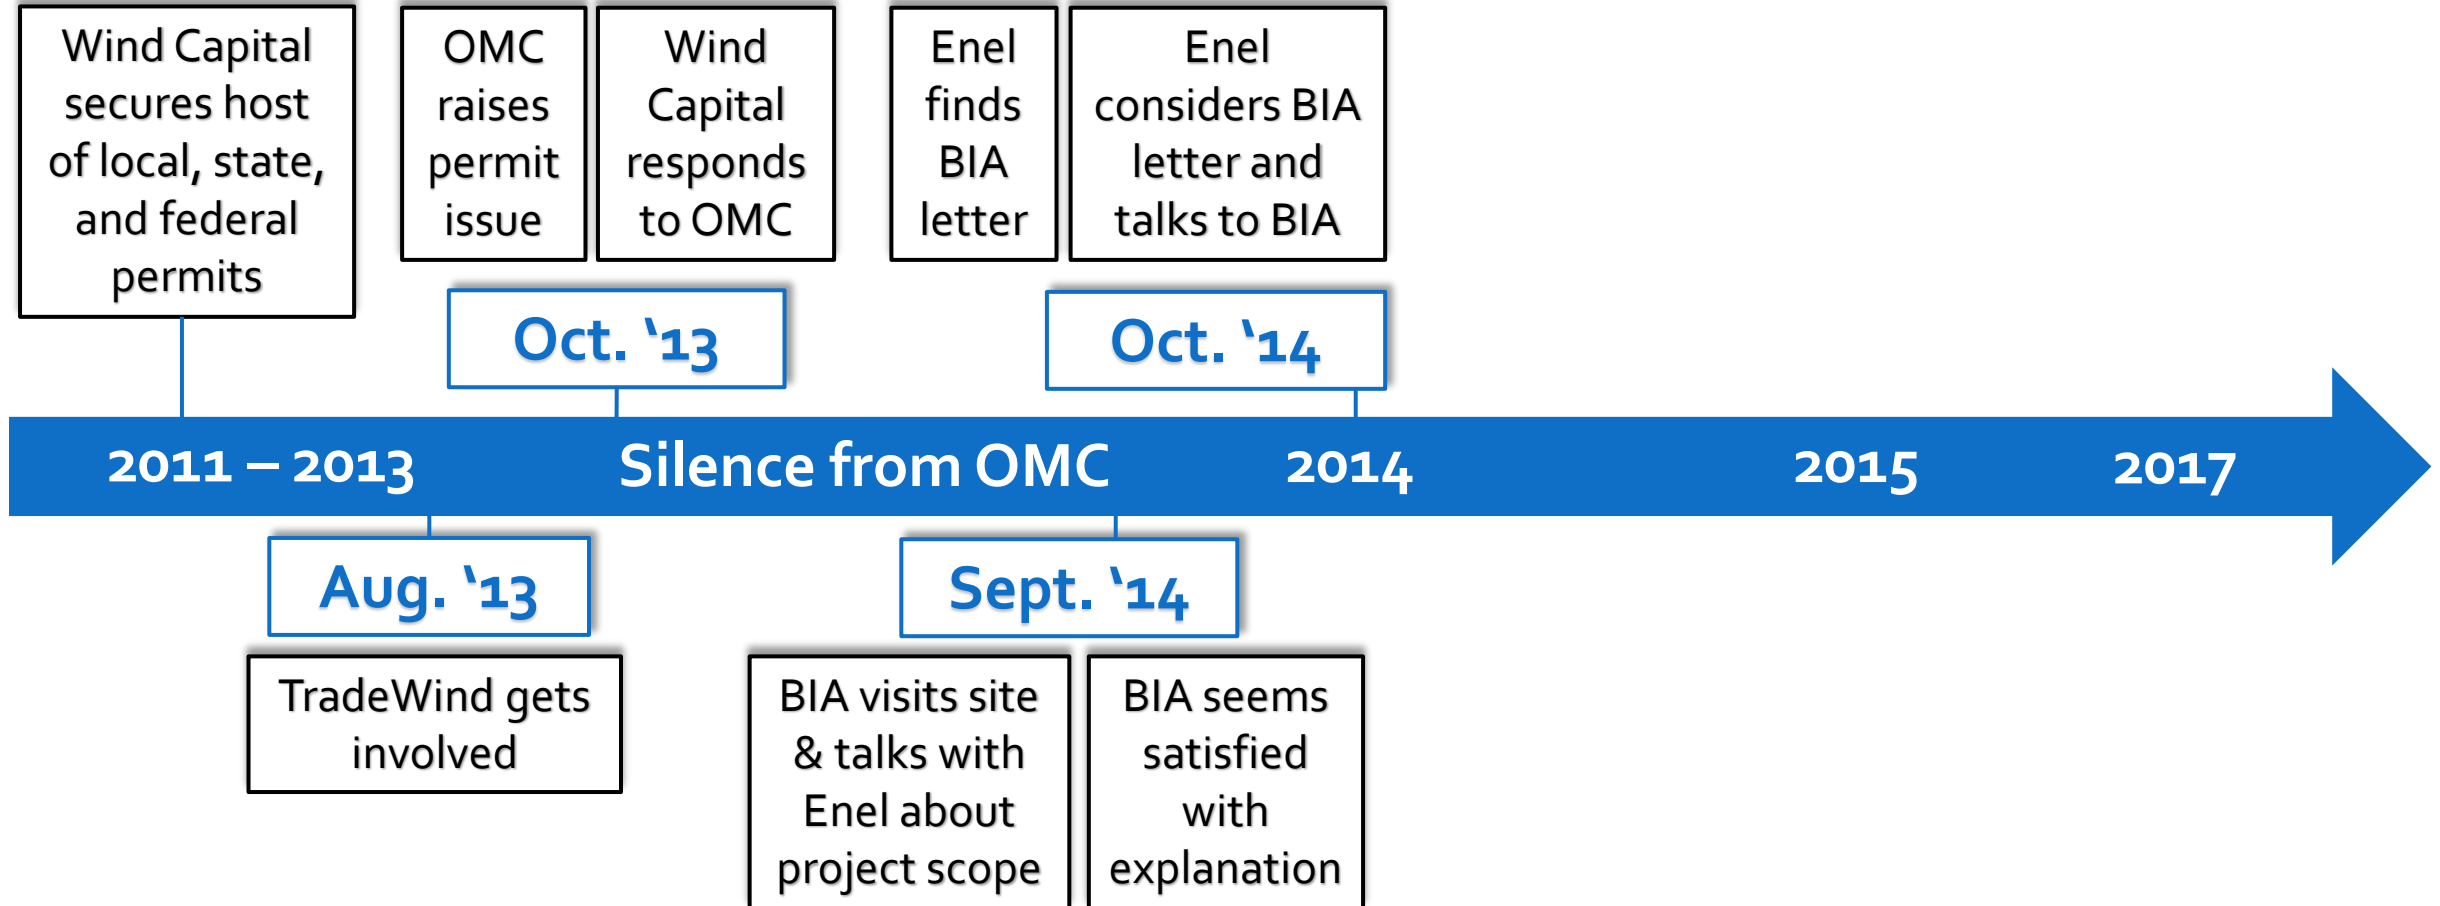 Wind Capital
secures host
of local, state,
and federal
permits
OMC
raises
permit
issue
Wind
Capital
responds
to OMC
Enel
finds
BIA
letter
Enel
considers BIA
letter and
talks to BIA
Oct. ‘13
Oct. ‘14
2011 – 2013
Silence from OMC
2014
2015
2017
Aug. ‘13
Sept. ‘14
TradeWind gets
involved
BIA visits site
& talks with
Enel about
project scope
BIA seems
satisfied
with
explanation